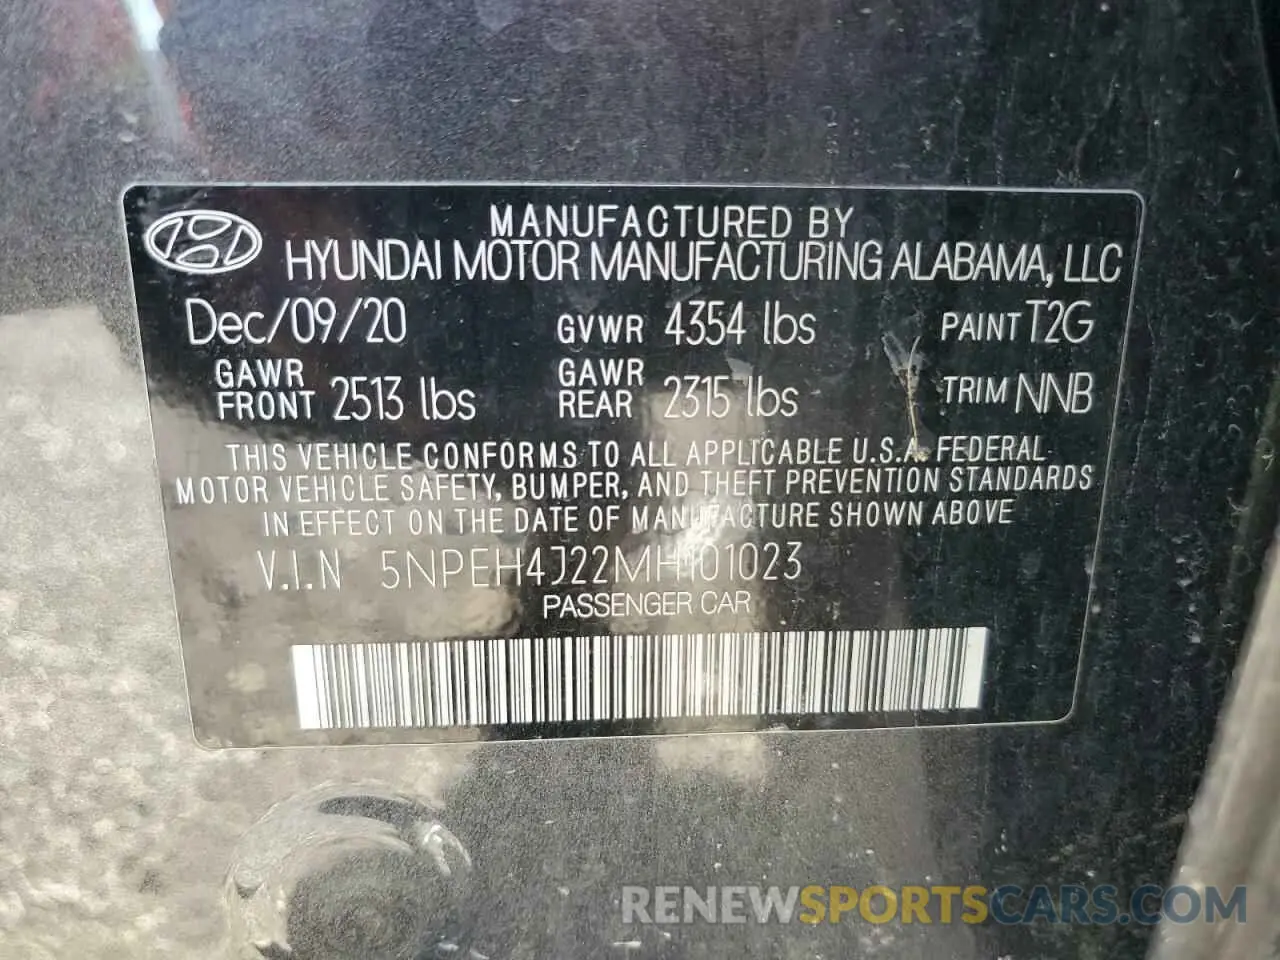 MANUFACTURED BY
HYUNDAI MOTOR MANUFACTURING ALABAMA, LLC
Dec/09/20 GVWR 4354 lbs PAINT T2G
GAWR FRONT 2513 lbs GAWR REAR 2315 lbs TRIM NNB
THIS VEHICLE CONFORMS TO ALL APPLICABLE U.S.A. FEDERAL
MOTOR VEHICLE SAFETY, BUMPER, AND THEFT PREVENTION STANDARDS
IN EFFECT ON THE DATE OF MANUFACTURE SHOWN ABOVE
V.I.N 5NPEH4J22MH101023
PASSENGER CAR
RENEWSPORTSCARS.COM